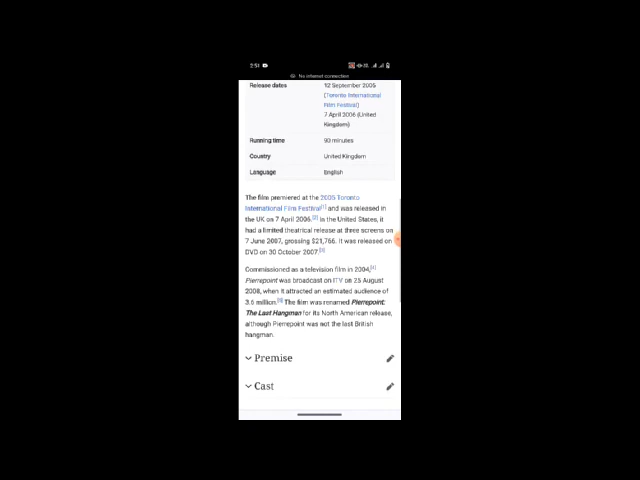 2:51
No internet connection
Release dates
12 September 2005
(Toronto International
Film Festival)
7 April 2006 (United
Kingdom)
Running time
90 minutes
Country
United Kingdom
Language
English
The film premiered at the 2005 Toronto
International Film Festival[1] and was released in
the UK on 7 April 2006.[2] In the United States, it
had a limited theatrical release at three screens on
7 June 2007, grossing $21,766. It was released on
DVD on 30 October 2007.[3]
Commissioned as a television film in 2004,
Pierrepoint was broadcast on ITV on 25 August
2008, when it attracted an estimated audience of
3.6 million. The film was renamed Pierrepoint:
The Last Hangman for its North American release,
although Pierrepoint was not the last British
hangman.
Premise
Cast